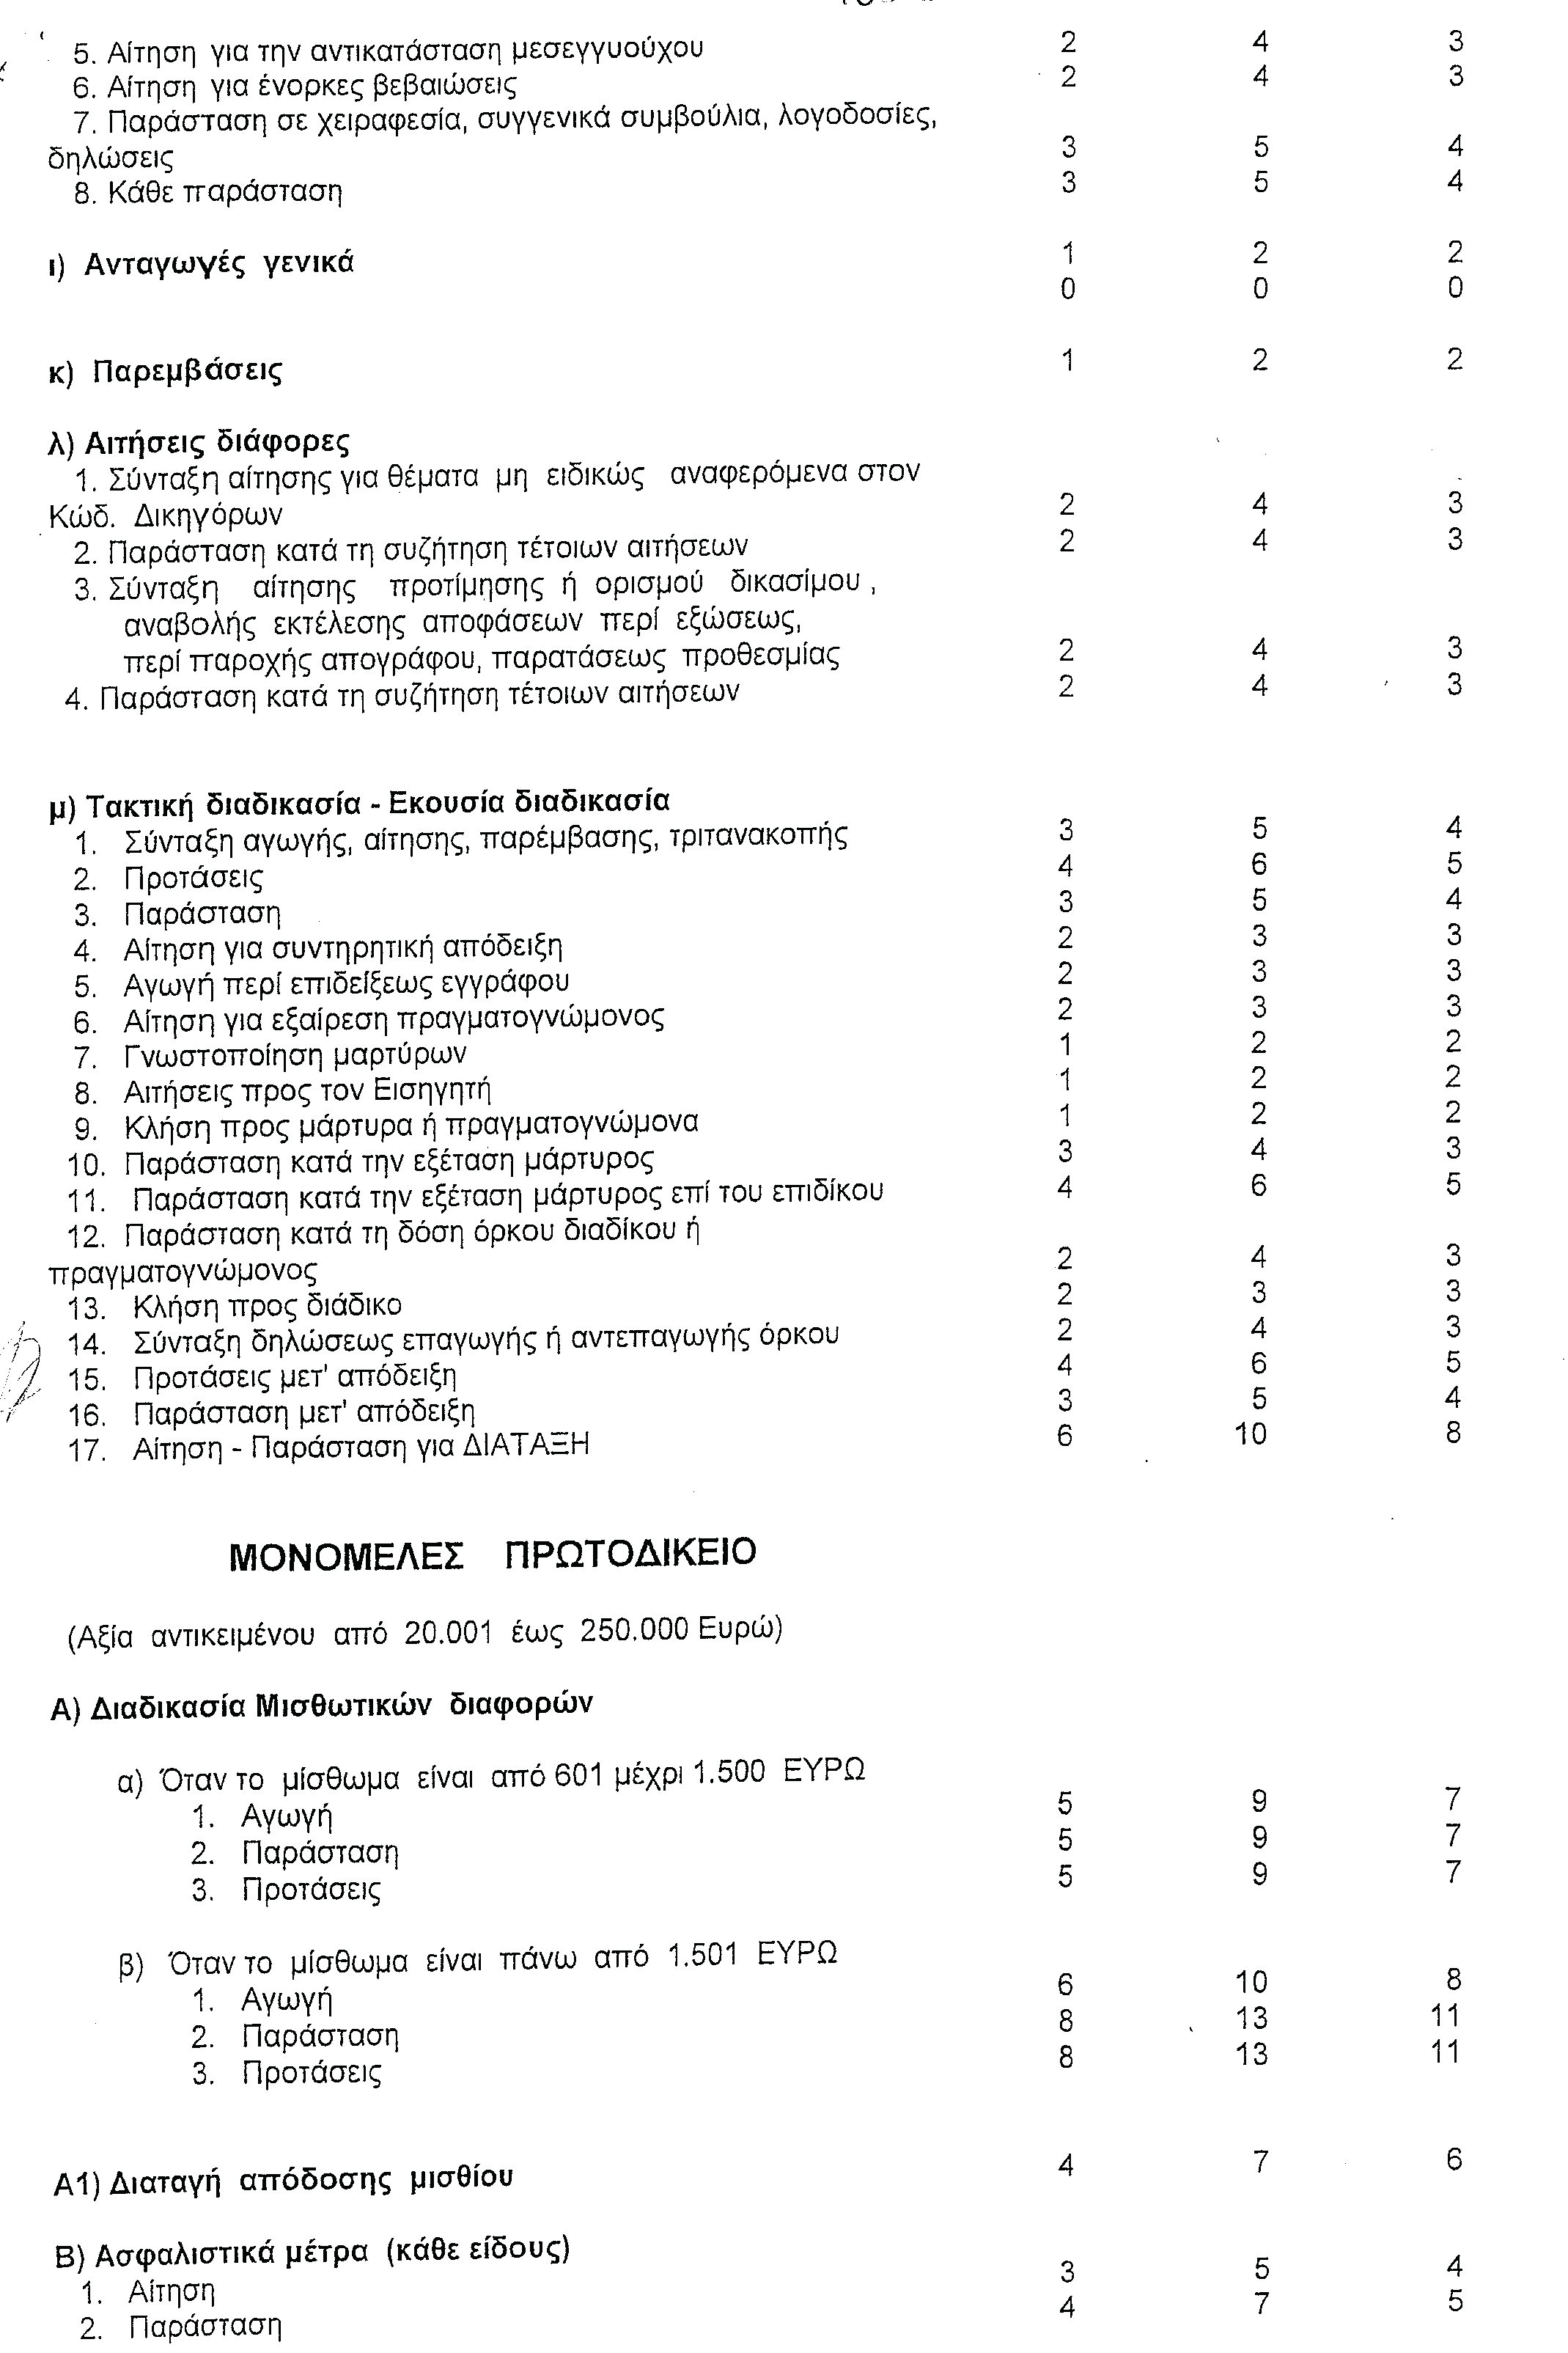 5. Αίτηση για την αντικατάσταση μεσεγγυούχου 2 4 3
6. Αίτηση για ένορκες βεβαιώσεις 2 4 3
7. Παράσταση σε χειραφεσία, συγγενικά συμβούλια, λογοδοσίες,
δηλώσεις 3 5 4
8. Κάθε παράσταση 3 5 4
ι) Ανταγωγές γενικά 1 2 2
0 0 0
κ) Παρεμβάσεις 1 2 2
λ) Αιτήσεις διάφορες
1. Σύνταξη αίτησης για θέματα μη ειδικώς αναφερόμενα στον
Κώδ. Δικηγόρων 2 4 3
2. Παράσταση κατά τη συζήτηση τέτοιων αιτήσεων 2 4 3
3. Σύνταξη αίτησης προτίμησης ή ορισμού δικασίμου ,
αναβολής εκτέλεσης αποφάσεων περί εξώσεως,
περί παροχής απογράφου, παρατάσεως προθεσμίας 2 4 3
4. Παράσταση κατά τη συζήτηση τέτοιων αιτήσεων 2 4 3
μ) Τακτική διαδικασία - Εκουσία διαδικασία
1. Σύνταξη αγωγής, αίτησης, παρέμβασης, τριτανακοπής 3 5 4
2. Προτάσεις 4 6 5
3. Παράσταση 3 5 4
4. Αίτηση για συντηρητική απόδειξη 2 3 3
5. Αγωγή περί επιδείξεως εγγράφου 2 3 3
6. Αίτηση για εξαίρεση πραγματογνώμονος 2 3 3
7. Γνωστοποίηση μαρτύρων 1 2 2
8. Αιτήσεις προς τον Εισηγητή 1 2 2
9. Κλήση προς μάρτυρα ή πραγματογνώμονα 1 2 2
10. Παράσταση κατά την εξέταση μάρτυρος 3 4 3
11. Παράσταση κατά την εξέταση μάρτυρος επί του επιδίκου 4 6 5
12. Παράσταση κατά τη δόση όρκου διαδίκου ή
πραγματογνώμονος 2 4 3
13. Κλήση προς διάδικο 2 3 3
14. Σύνταξη δηλώσεως επαγωγής ή αντεπαγωγής όρκου 2 4 3
15. Προτάσεις μετ' απόδειξη 4 6 5
16. Παράσταση μετ' απόδειξη 3 5 4
17. Αίτηση - Παράσταση για ΔΙΑΤΑΞΗ 6 10 8
ΜΟΝΟΜΕΛΕΣ ΠΡΩΤΟΔΙΚΕΙΟ
(Αξία αντικειμένου από 20.001 έως 250.000 Ευρώ)
Α) Διαδικασία Μισθωτικών διαφορών
α) Όταν το μίσθωμα είναι από 601 μέχρι 1.500 ΕΥΡΩ
1. Αγωγή 5 9 7
2. Παράσταση 5 9 7
3. Προτάσεις 5 9 7
β) Όταν το μίσθωμα είναι πάνω από 1.501 ΕΥΡΩ
1. Αγωγή 6 10 8
2. Παράσταση 8 13 11
3. Προτάσεις 8 13 11
Α1) Διαταγή απόδοσης μισθίου 4 7 6
Β) Ασφαλιστικά μέτρα (κάθε είδους)
1. Αίτηση 3 5 4
2. Παράσταση 4 7 5